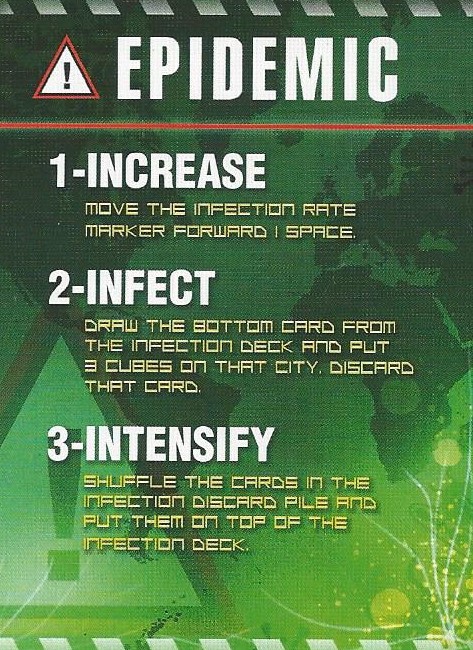 EPIDEMIC
1-INCREASE
MOVE THE INFECTION RATE
MARKER FORWARD 1 SPACE.
2-INFECT
DRAW THE BOTTOM CARD FROM
THE INFECTION DECK AND PUT
3 CUBES ON THAT CITY. DISCARD
THAT CARD.
3-INTENSIFY
SHUFFLE THE CARDS IN THE
INFECTION DISCARD PILE AND
PUT THEM ON TOP OF THE
INFECTION DECK.